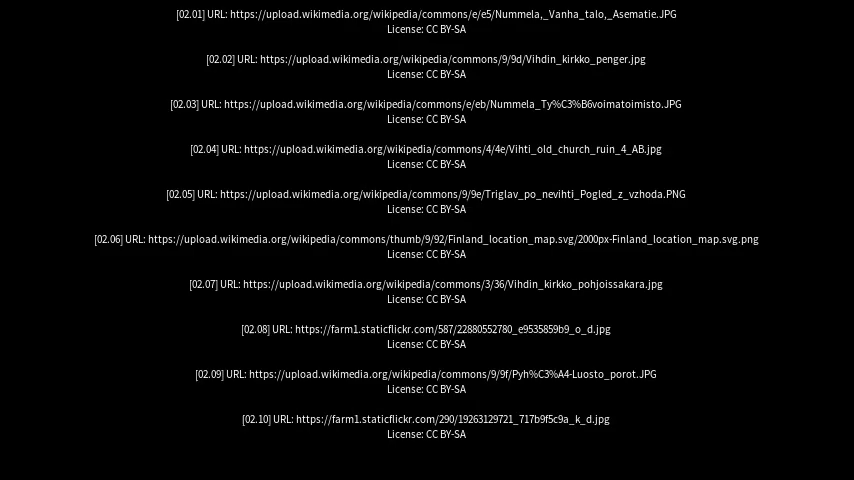 [02.01] URL: https://upload.wikimedia.org/wikipedia/commons/e/e5/Nummela,_Vanha_talo,_Asematie.JPG
License: CC BY-SA
[02.02] URL: https://upload.wikimedia.org/wikipedia/commons/9/9d/Vihdin_kirkko_penger.jpg
License: CC BY-SA
[02.03] URL: https://upload.wikimedia.org/wikipedia/commons/e/eb/Nummela_Ty%C3%B6voimatoimisto.JPG
License: CC BY-SA
[02.04] URL: https://upload.wikimedia.org/wikipedia/commons/4/4e/Vihti_old_church_ruin_4_AB.jpg
License: CC BY-SA
[02.05] URL: https://upload.wikimedia.org/wikipedia/commons/9/9e/Triglav_po_nevihti_Pogled_z_vzhoda.PNG
License: CC BY-SA
[02.06] URL: https://upload.wikimedia.org/wikipedia/commons/thumb/9/92/Finland_location_map.svg/2000px-Finland_location_map.svg.png
License: CC BY-SA
[02.07] URL: https://upload.wikimedia.org/wikipedia/commons/3/36/Vihdin_kirkko_pohjoissakara.jpg
License: CC BY-SA
[02.08] URL: https://farm1.staticflickr.com/587/22880552780_e9535859b9_o_d.jpg
License: CC BY-SA
[02.09] URL: https://upload.wikimedia.org/wikipedia/commons/9/9f/Pyh%C3%A4-Luosto_porot.JPG
License: CC BY-SA
[02.10] URL: https://farm1.staticflickr.com/290/19263129721_717b9f5c9a_k_d.jpg
License: CC BY-SA